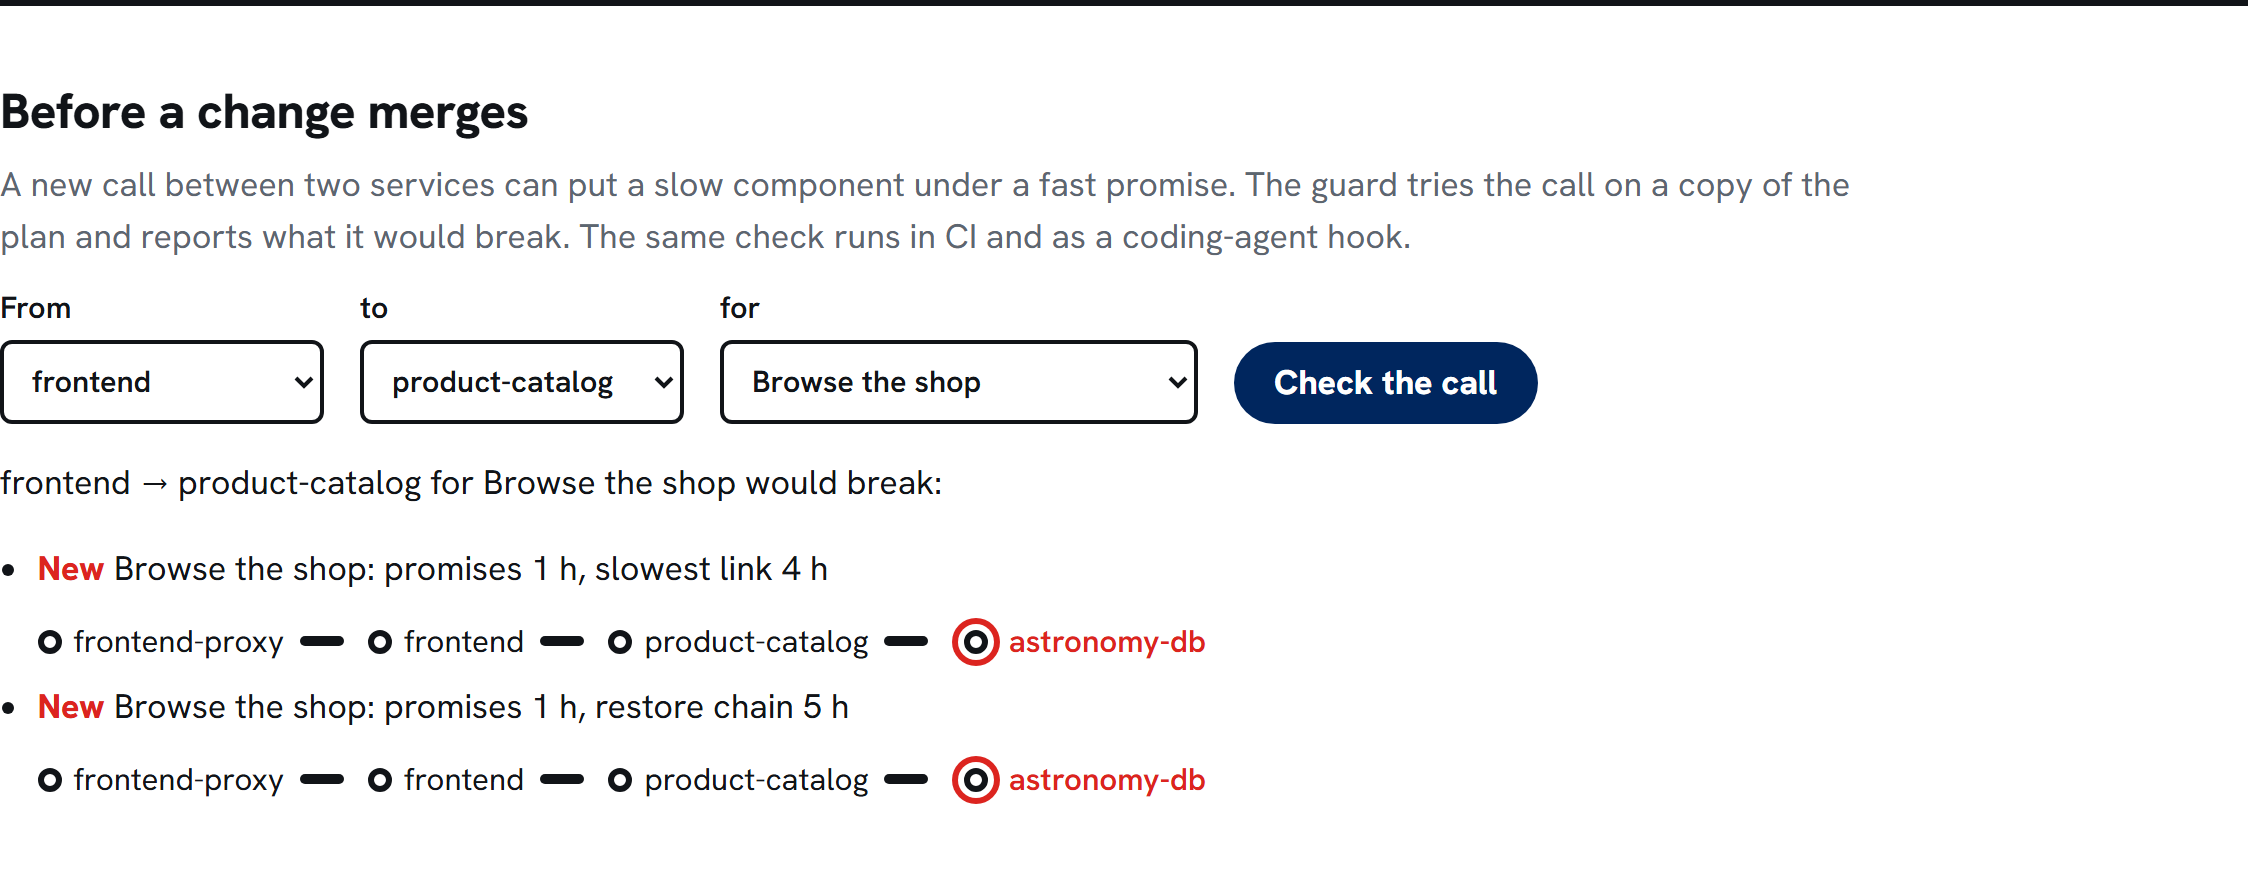 Before a change merges
A new call between two services can put a slow component under a fast promise. The guard tries the call on a copy of the
plan and reports what it would break. The same check runs in CI and as a coding-agent hook.
From to for
frontend product-catalog Browse the shop Check the call
frontend → product-catalog for Browse the shop would break:
• New Browse the shop: promises 1 h, slowest link 4 h
frontend-proxy frontend product-catalog astronomy-db
• New Browse the shop: promises 1 h, restore chain 5 h
frontend-proxy frontend product-catalog astronomy-db